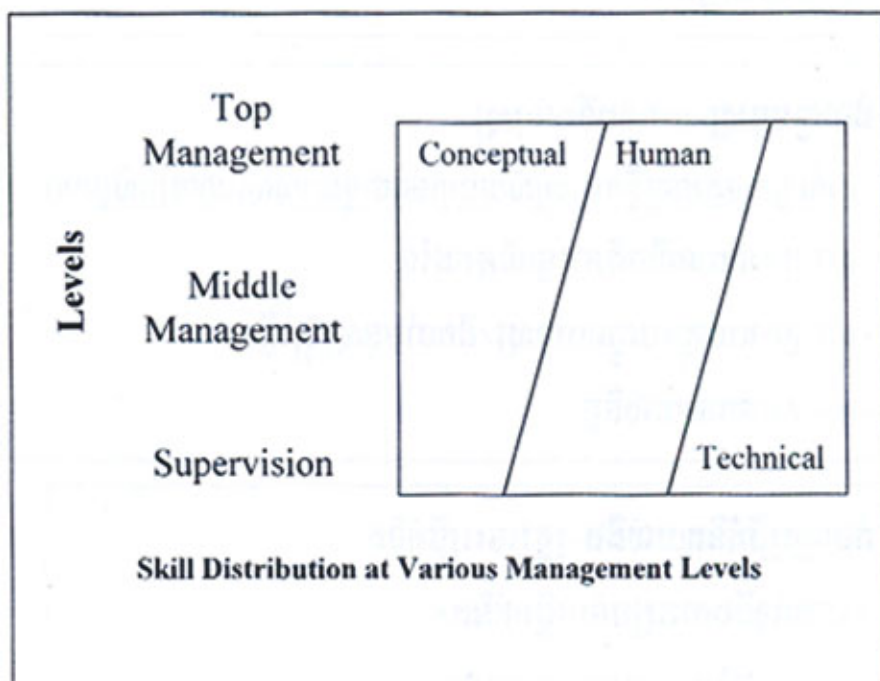 Top
Management
Conceptual
Human
Levels
Middle
Management
Supervision
Technical
Skill Distribution at Various Management Levels